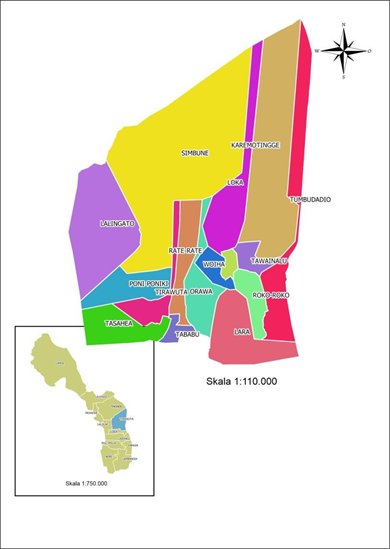 N
W
O
S
KAREMOTINGGE
SIMBUNE
LOKA
TUMBUDADIO
LALINGATO
RATE-RATE
TAWAINALU
WOIHA
PONI-PONIKI
TIRAWUTA
ORAWA
ROKO-ROKO
TASAHEA
TABABU
LARA
Skala 1:110.000
Skala 1:750.000